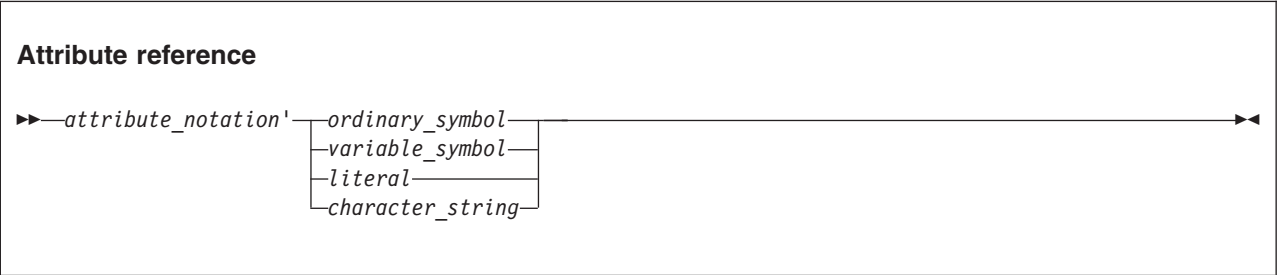 Attribute reference
attribute_notation' ordinary_symbol
variable_symbol
literal
character_string